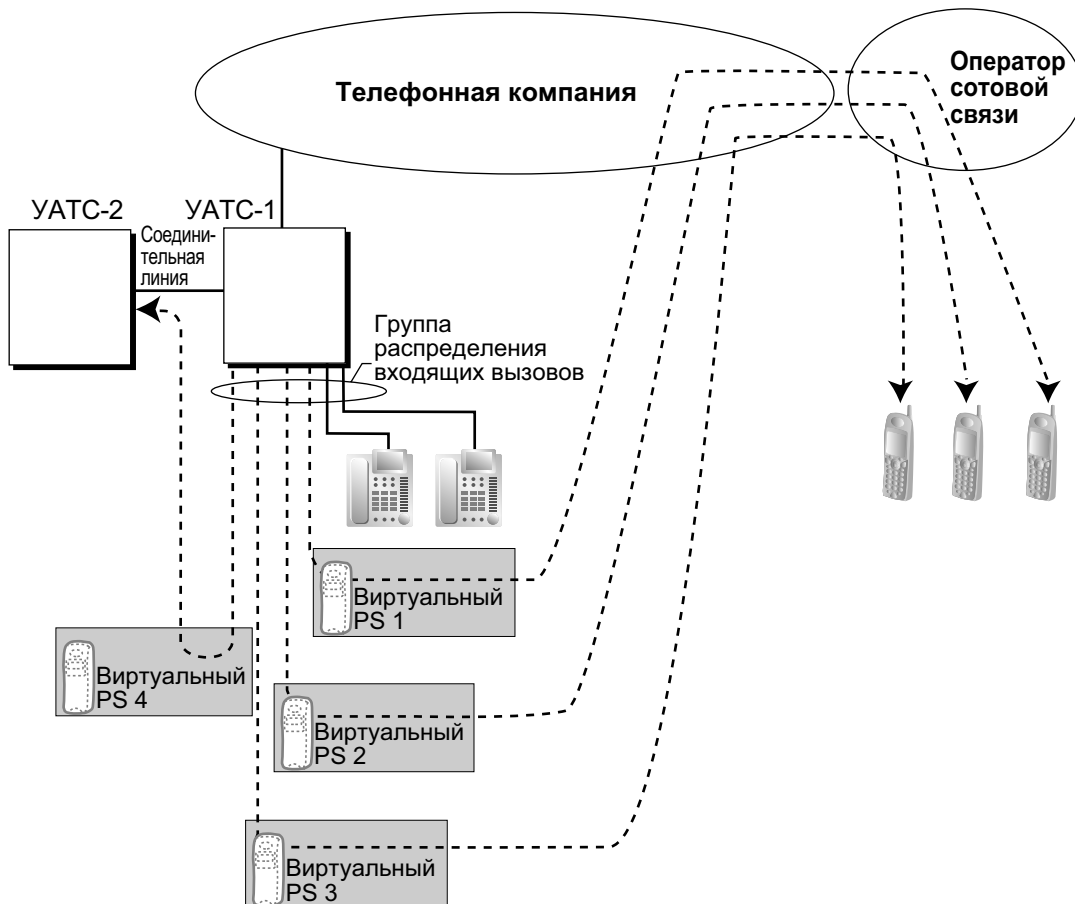 Телефонная компания
Оператор
сотовой
связи
УАТС-2
УАТС-1
Соедини-
тельная
линия
Группа
распределения
входящих вызовов
Виртуальный
PS 1
Виртуальный
PS 4
Виртуальный
PS 2
Виртуальный
PS 3